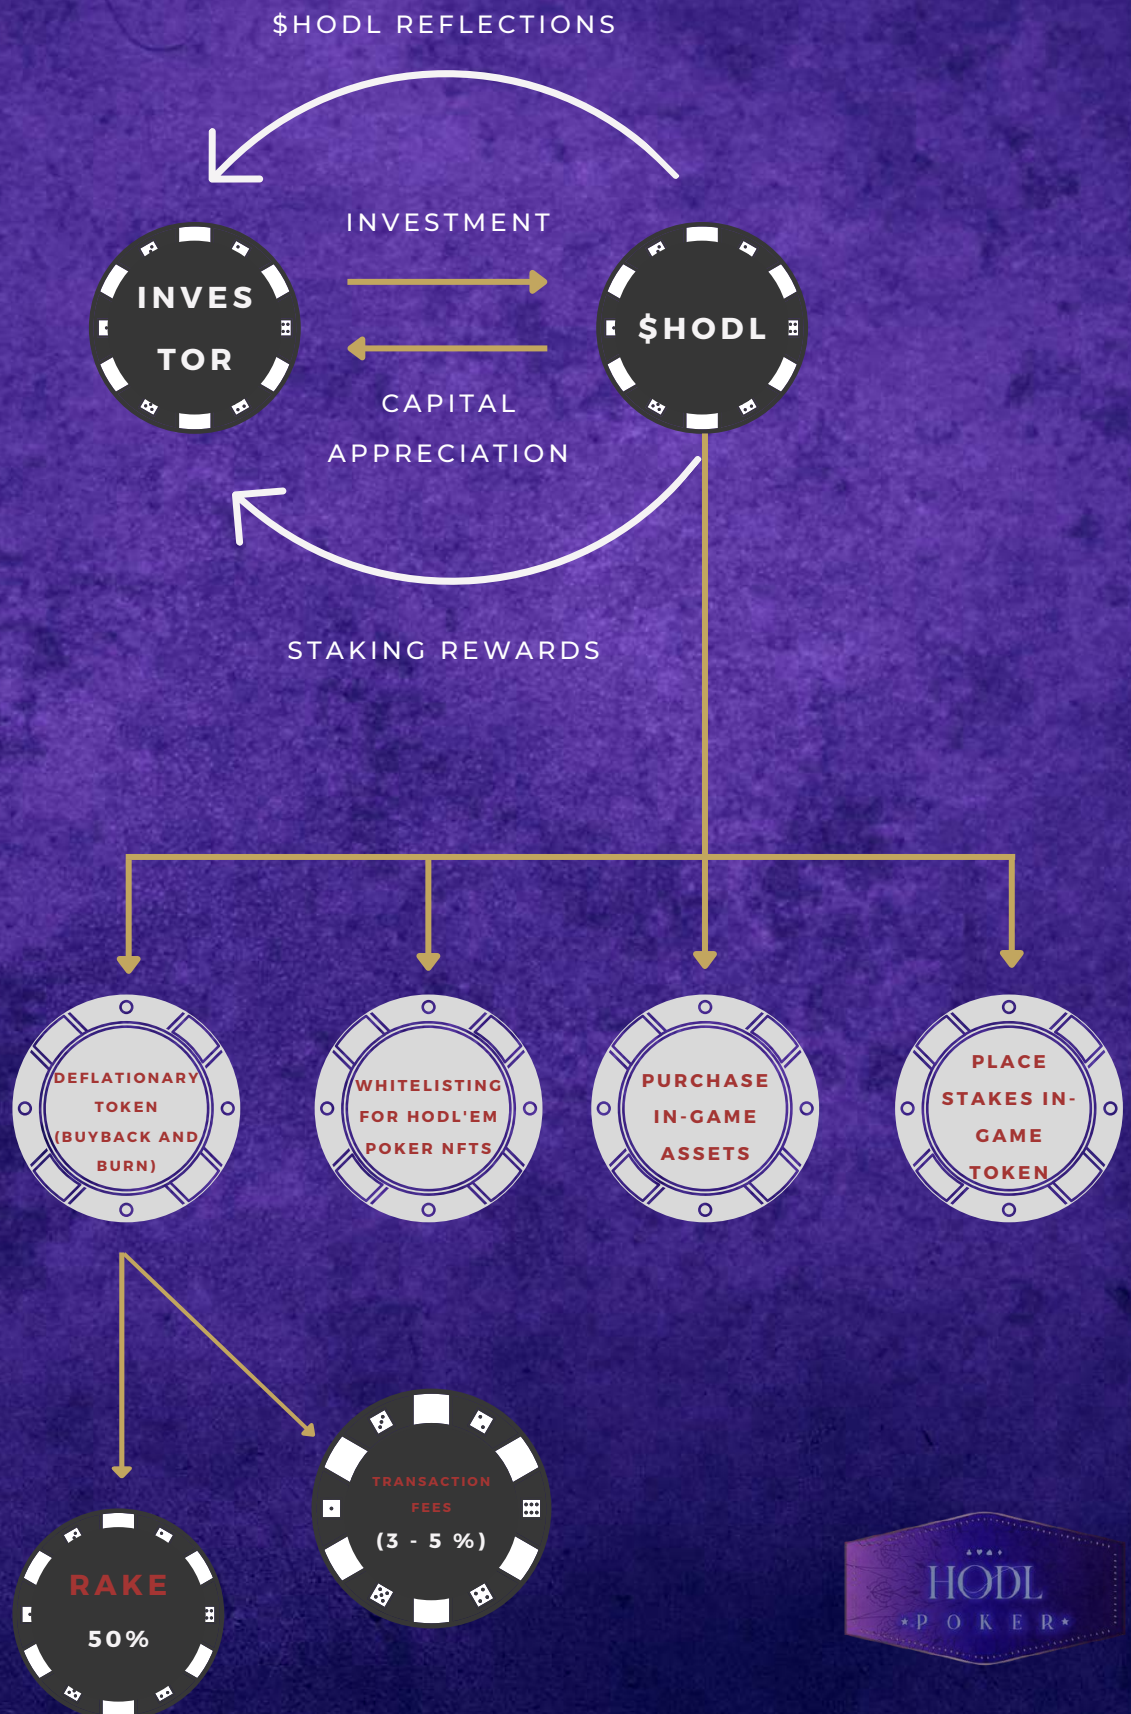 $HODL REFLECTIONS
INVESTMENT
INVES
TOR
$HODL
CAPITAL
APPRECIATION
STAKING REWARDS
DEFLATIONARY
TOKEN
(BUYBACK AND
BURN)
WHITELISTING
FOR HODL'EM
POKER NFTS
PURCHASE
IN-GAME
ASSETS
PLACE
STAKES IN-
GAME
TOKEN
TRANSACTION
FEES
(3 - 5 %)
RAKE
50%
HODL
POKER